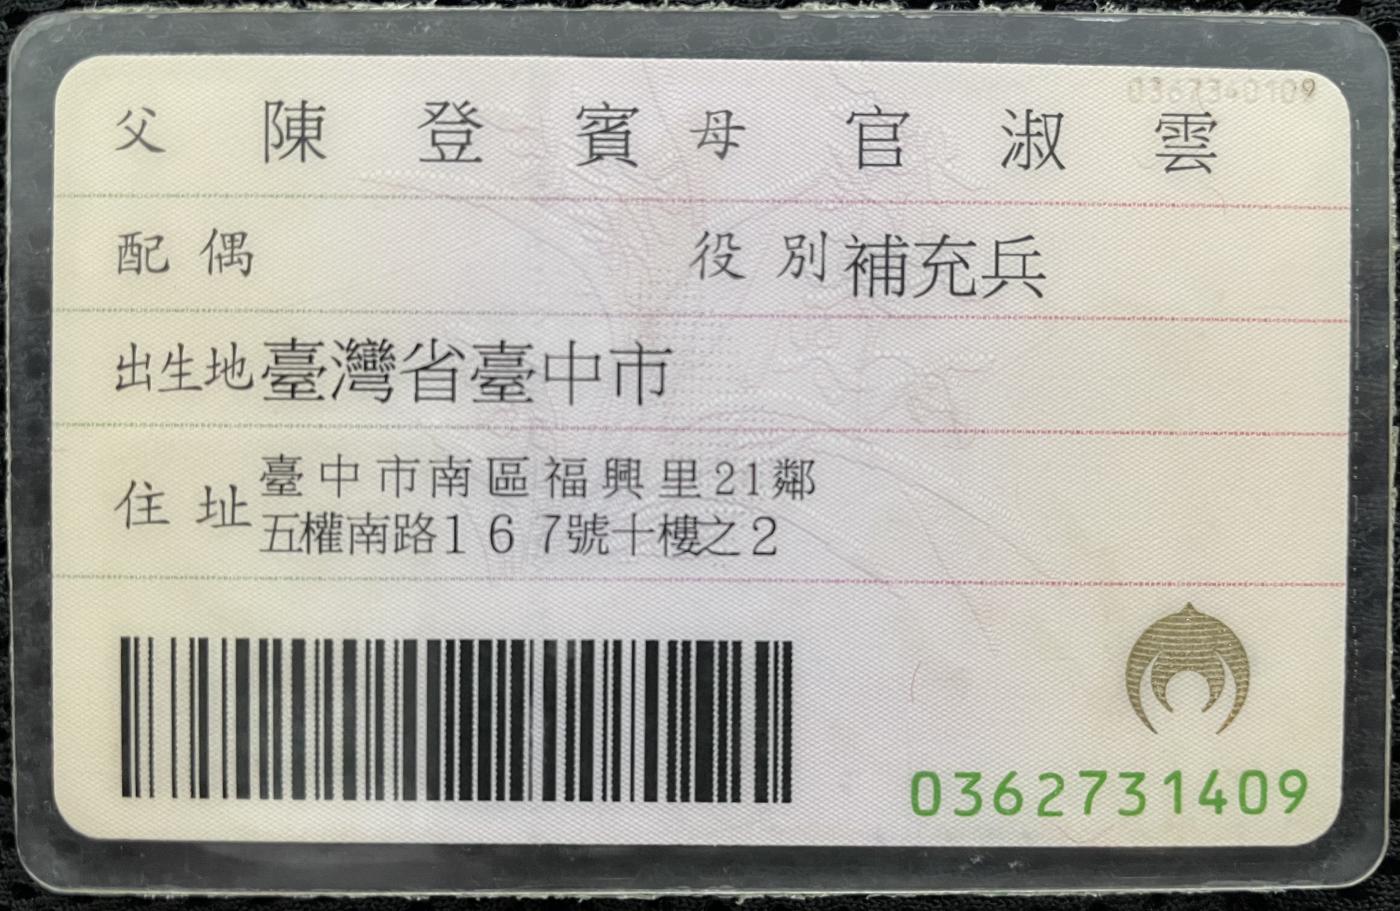 父 陳登賓 母 官淑雲
配偶 役別 補充兵
出生地 臺灣省臺中市
住址 臺中市南區福興里21鄰
五權南路167號十樓之2
0362731409